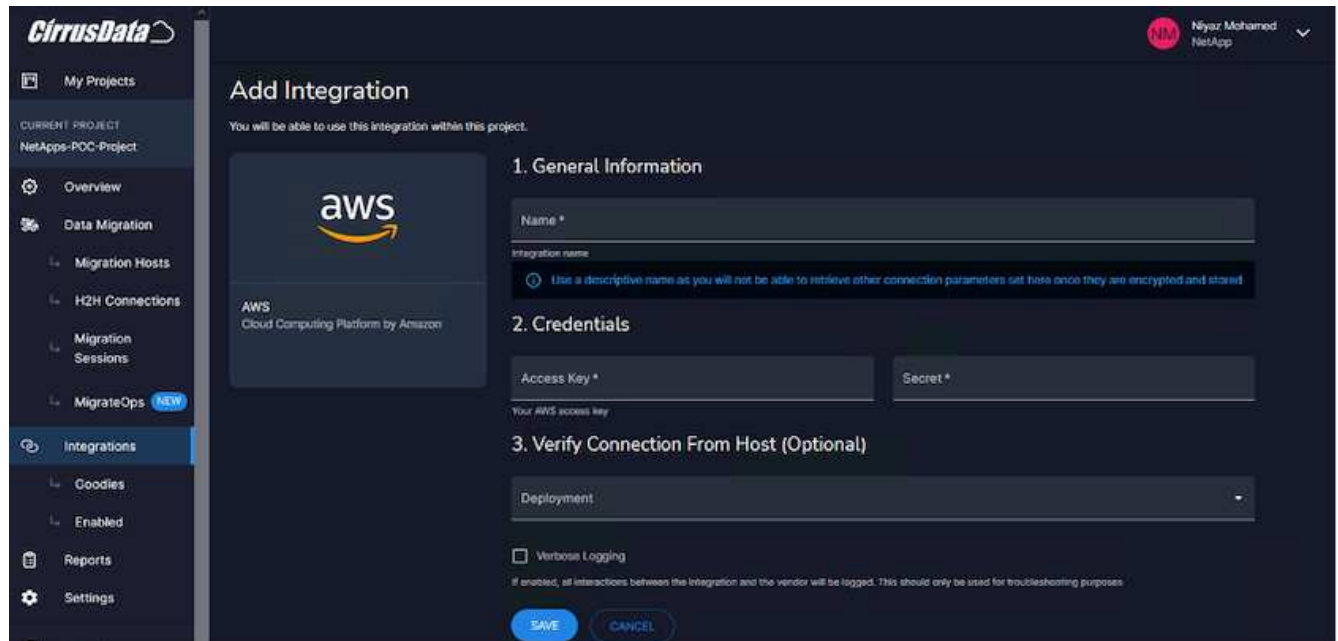 CirrusData
NM
Niyaz Mohamed
NetApp
My Projects
CURRENT PROJECT
NetApps-POC-Project
Overview
Data Migration
Migration Hosts
H2H Connections
Migration
Sessions
MigrateOps NEW
Integrations
Goodies
Enabled
Reports
Settings
Add Integration
You will be able to use this integration within this project.
aws
AWS
Cloud Computing Platform by Amazon
1. General Information
Name *
Integration name
Use a descriptive name as you will not be able to retrieve other connection parameters set here once they are encrypted and stored
2. Credentials
Access Key *
Secret *
Your AWS access key
3. Verify Connection From Host (Optional)
Deployment
Verbose Logging
If enabled, all interactions between the integration and the vendor will be logged. This should only be used for troubleshooting purposes
SAVE
CANCEL